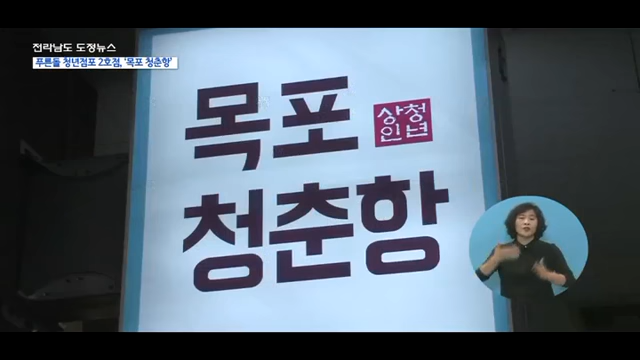 전라남도 도정뉴스
푸른돌 청년점포 2호점, '목포 청춘항'
목포
상청
인년
청춘항